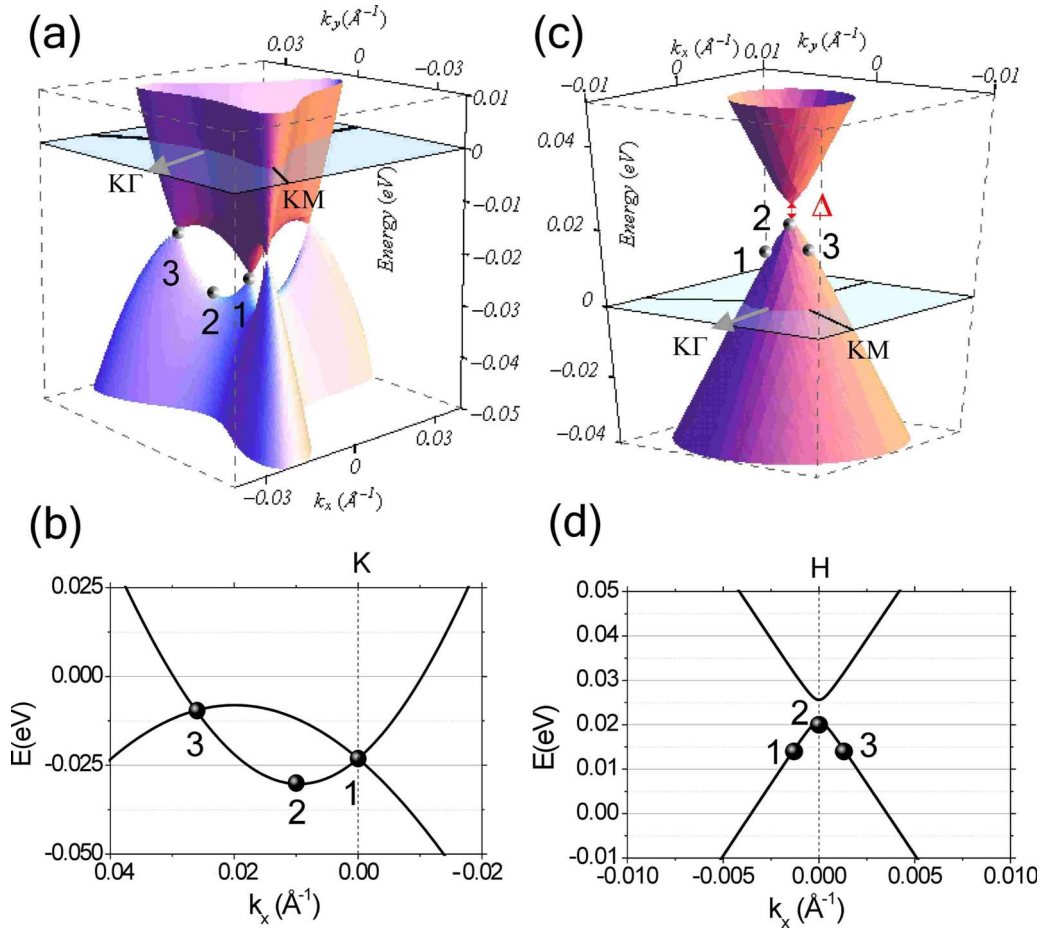 (a)
k_y(Å⁻¹)
0.03
0
−0.03
0.01
0
−0.01
−0.02
−0.03
−0.04
−0.05
Energy (eV)
KΓ
KM
3
2
1
−0.03
0
0.03
k_x (Å⁻¹)
(c)
k_x (Å⁻¹)
0.01
k_y(Å⁻¹)
−0.01
0
0
−0.01
0.04
0.02
0
−0.02
−0.04
Energy (eV)
2
Δ
1
3
KΓ
KM
(b)
K
0.025
0.000
-0.025
-0.050
E(eV)
3
2
1
0.04
0.02
0.00
-0.02
k_x (Å⁻¹)
(d)
H
0.05
0.04
0.03
0.02
0.01
0.00
-0.01
E(eV)
2
1
3
-0.010
-0.005
0.000
0.005
0.010
k_x (Å⁻¹)